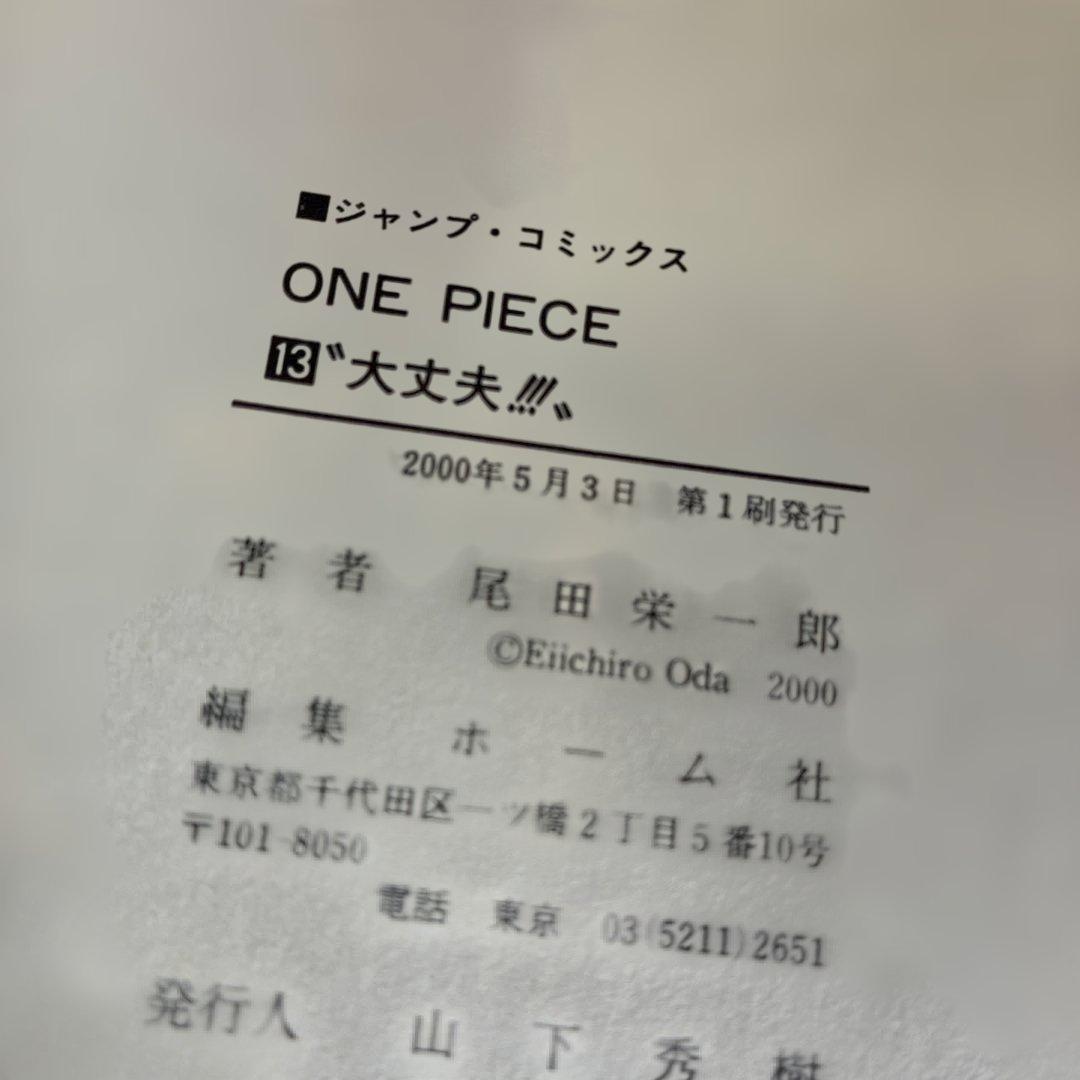 ■ジャンプ・コミックス
ONE PIECE
13〝大丈夫!!!〟
2000年5月3日 第1刷発行
著者 尾田栄一郎
©Eiichiro Oda 2000
編集 ホーム社
東京都千代田区一ツ橋2丁目5番10号
〒101-8050
電話 東京 03(5211)2651
発行人 山下秀樹